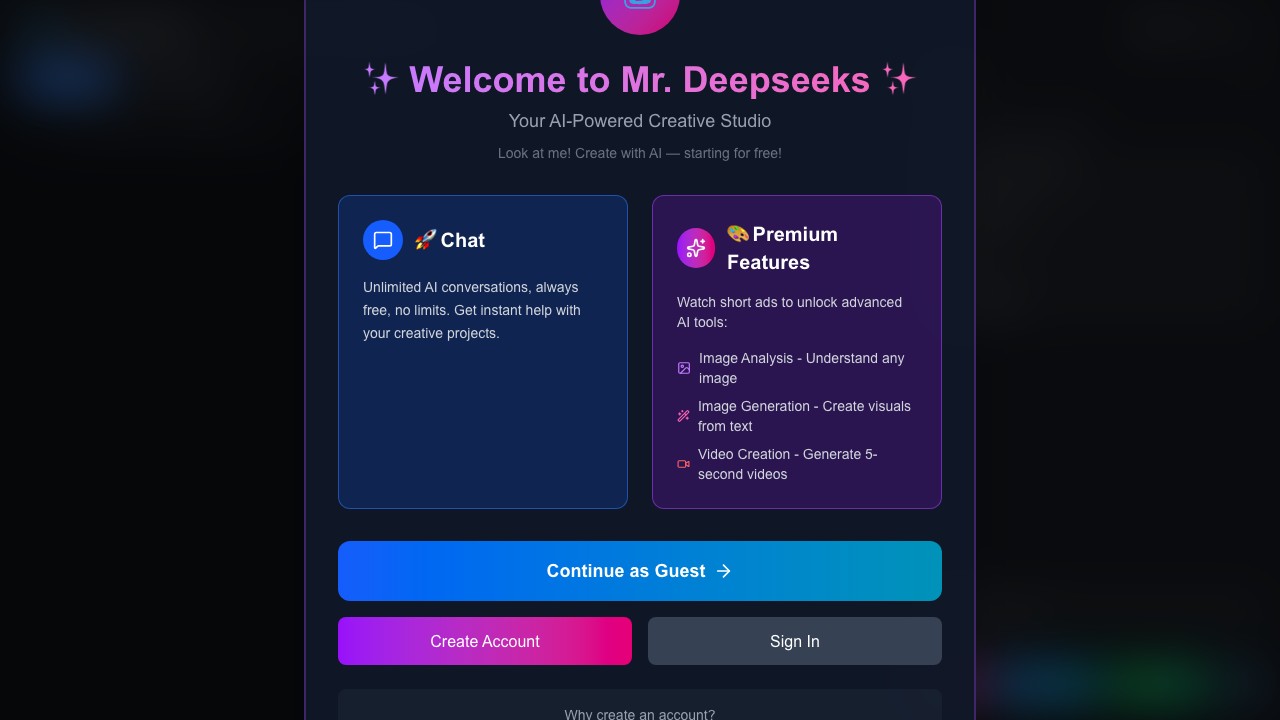 ✨ Welcome to Mr. Deepseeks ✨
Your AI-Powered Creative Studio
Look at me! Create with AI — starting for free!
🚀 Chat
Unlimited AI conversations, always
free, no limits. Get instant help with
your creative projects.
🎨 Premium
Features
Watch short ads to unlock advanced
AI tools:
Image Analysis - Understand any
image
Image Generation - Create visuals
from text
Video Creation - Generate 5-
second videos
Continue as Guest →
Create Account
Sign In
Why create an account?